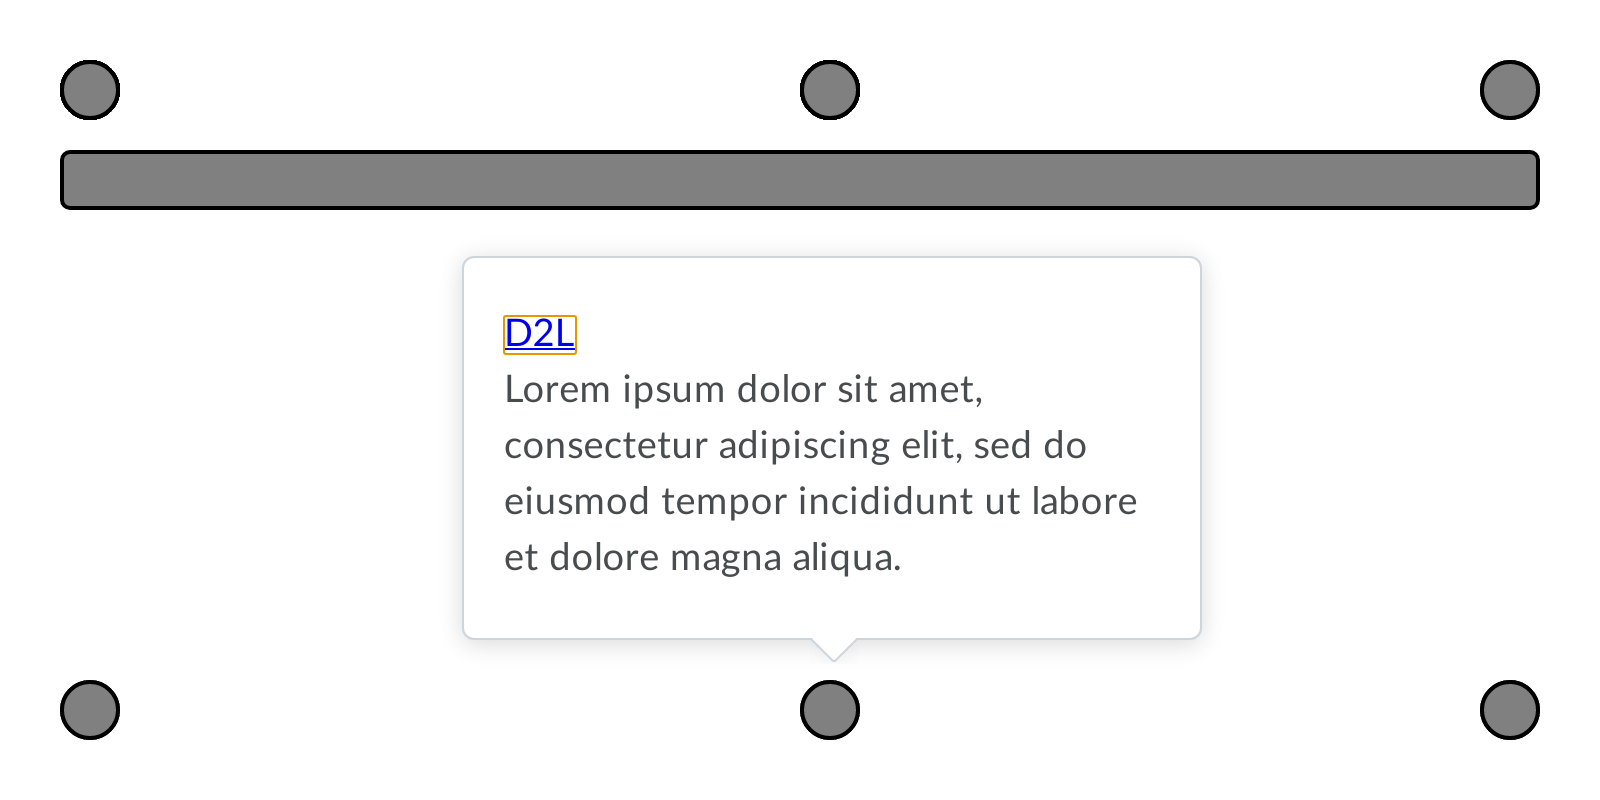 D2L
Lorem ipsum dolor sit amet,
consectetur adipiscing elit, sed do
eiusmod tempor incididunt ut labore
et dolore magna aliqua.